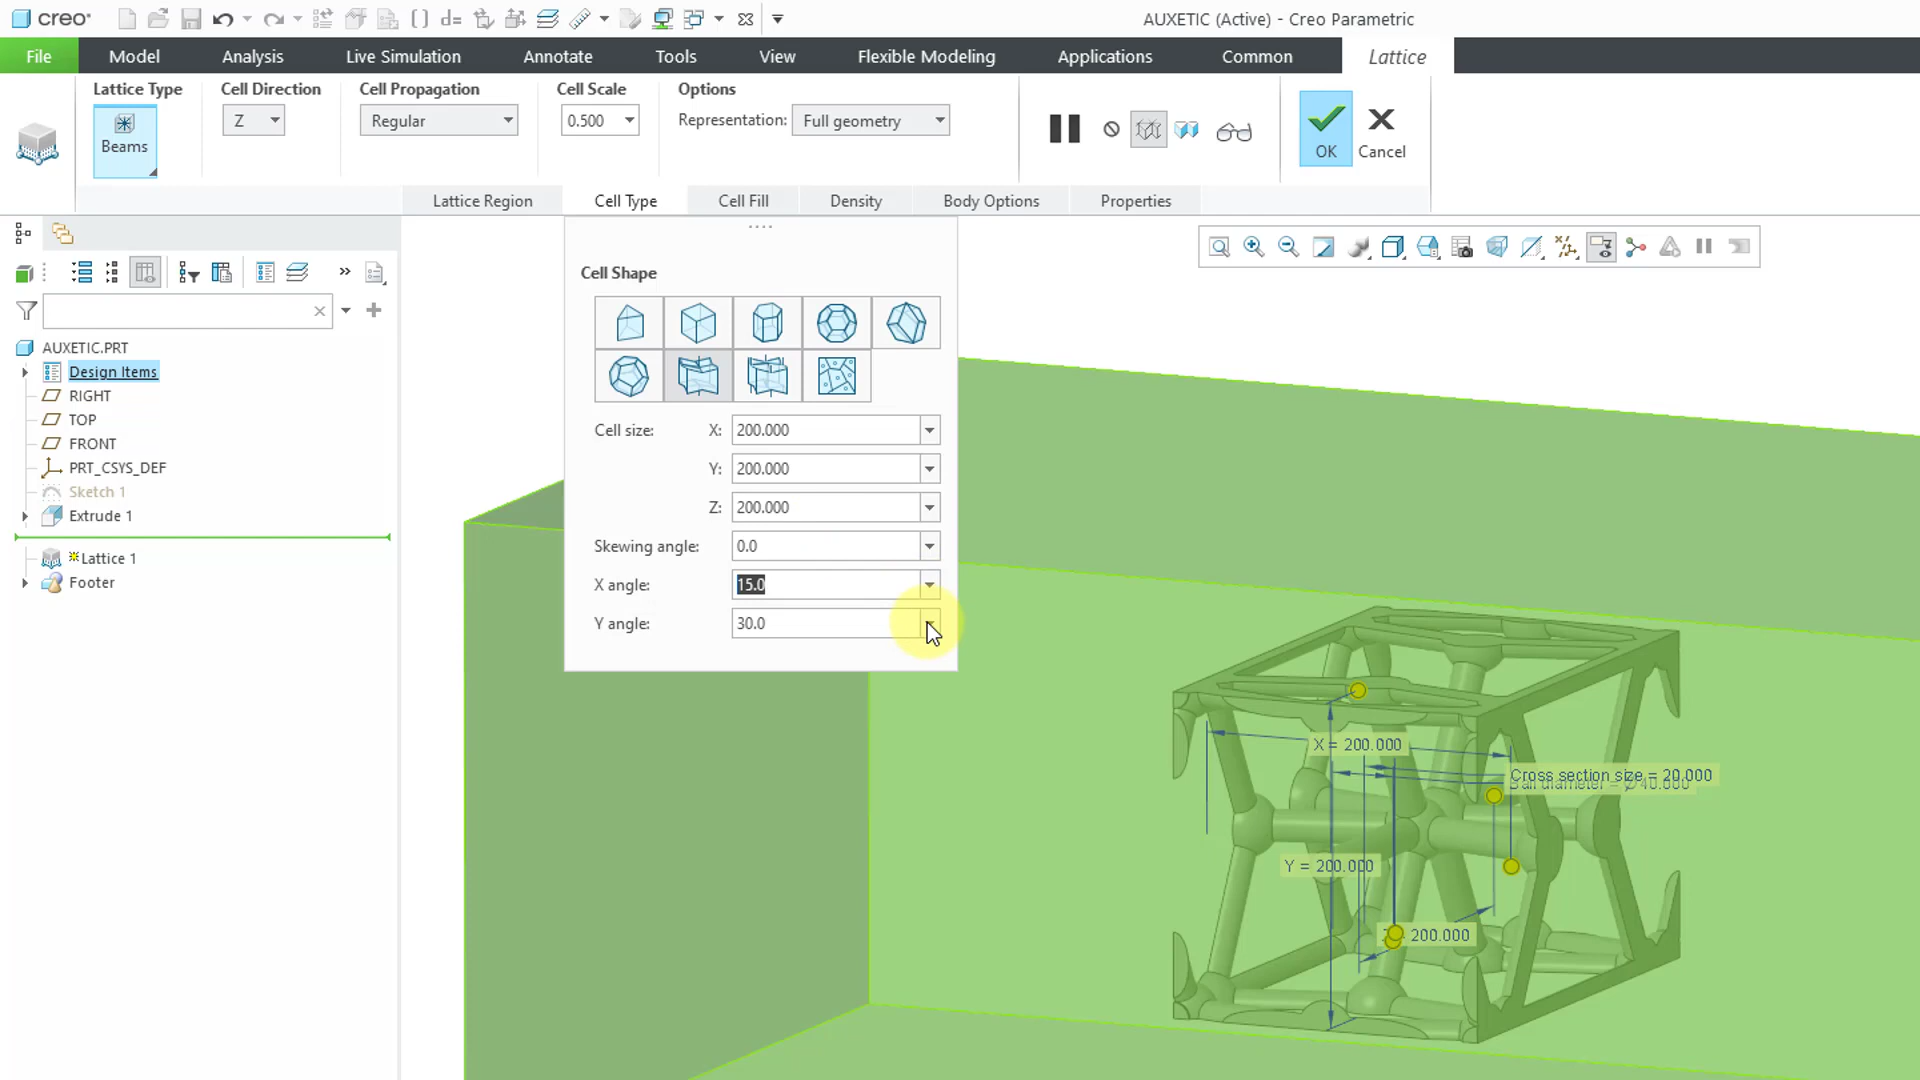 creo
AUXETIC (Active) - Creo Parametric
File
Model
Analysis
Live Simulation
Annotate
Tools
View
Flexible Modeling
Applications
Common
Lattice
Lattice Type
Cell Direction
Cell Propagation
Cell Scale
Options
Beams
Z
Regular
0.500
Representation:
Full geometry
OK
Cancel
Lattice Region
Cell Type
Cell Fill
Density
Body Options
Properties
AUXETIC.PRT
Design Items
RIGHT
TOP
FRONT
PRT_CSYS_DEF
Sketch 1
Extrude 1
Lattice 1
Footer
Cell Shape
Cell size:
X: 200.000
Y: 200.000
Z: 200.000
Skewing angle: 0.0
X angle: 15.0
Y angle: 30.0
X = 200.000
Cross section size = 20.000
Ball diameter = Ø 40.000
Y = 200.000
200.000